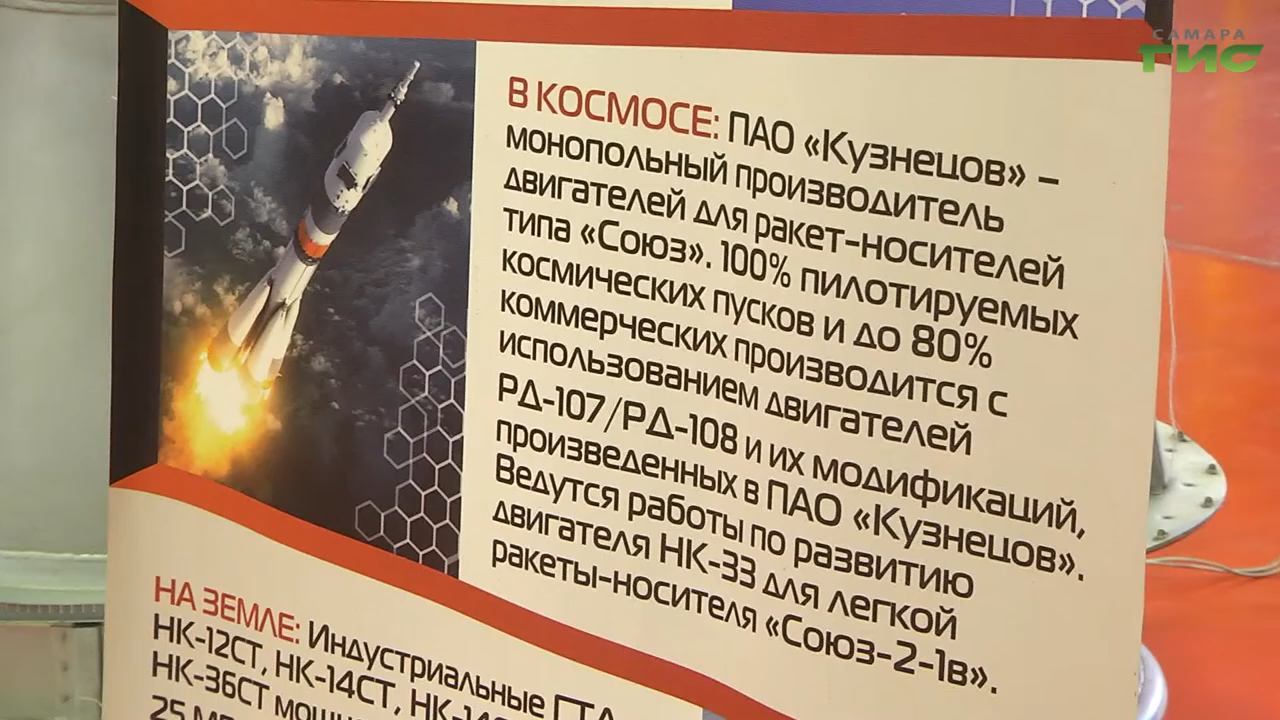 САМАРА
ГИС
В КОСМОСЕ: ПАО «Кузнецов» –
монопольный производитель
двигателей для ракет-носителей
типа «Союз». 100% пилотируемых
космических пусков и до 80%
коммерческих производится с
использованием двигателей
РД-107/РД-108 и их модификаций,
произведенных в ПАО «Кузнецов».
Ведутся работы по развитию
двигателя НК-33 для легкой
ракеты-носителя «Союз-2-1в».
НА ЗЕМЛЕ: Индустриальные ГТД
НК-12СТ, НК-14СТ,
НК-36СТ
25